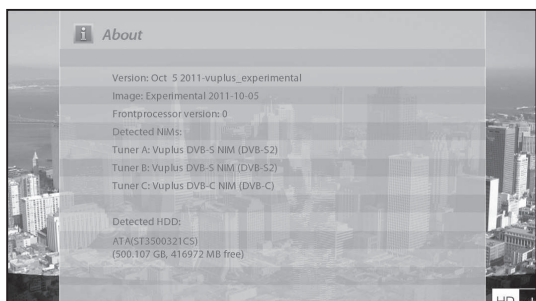 About
Version: Oct 5 2011-vuplus_experimental
Image: Experimental 2011-10-05
Frontprocessor version: 0
Detected NIMs:
Tuner A: Vuplus DVB-S NIM (DVB-S2)
Tuner B: Vuplus DVB-S NIM (DVB-S2)
Tuner C: Vuplus DVB-C NIM (DVB-C)
Detected HDD:
ATA(ST3500321CS)
(500.107 GB, 416972 MB free)
HD